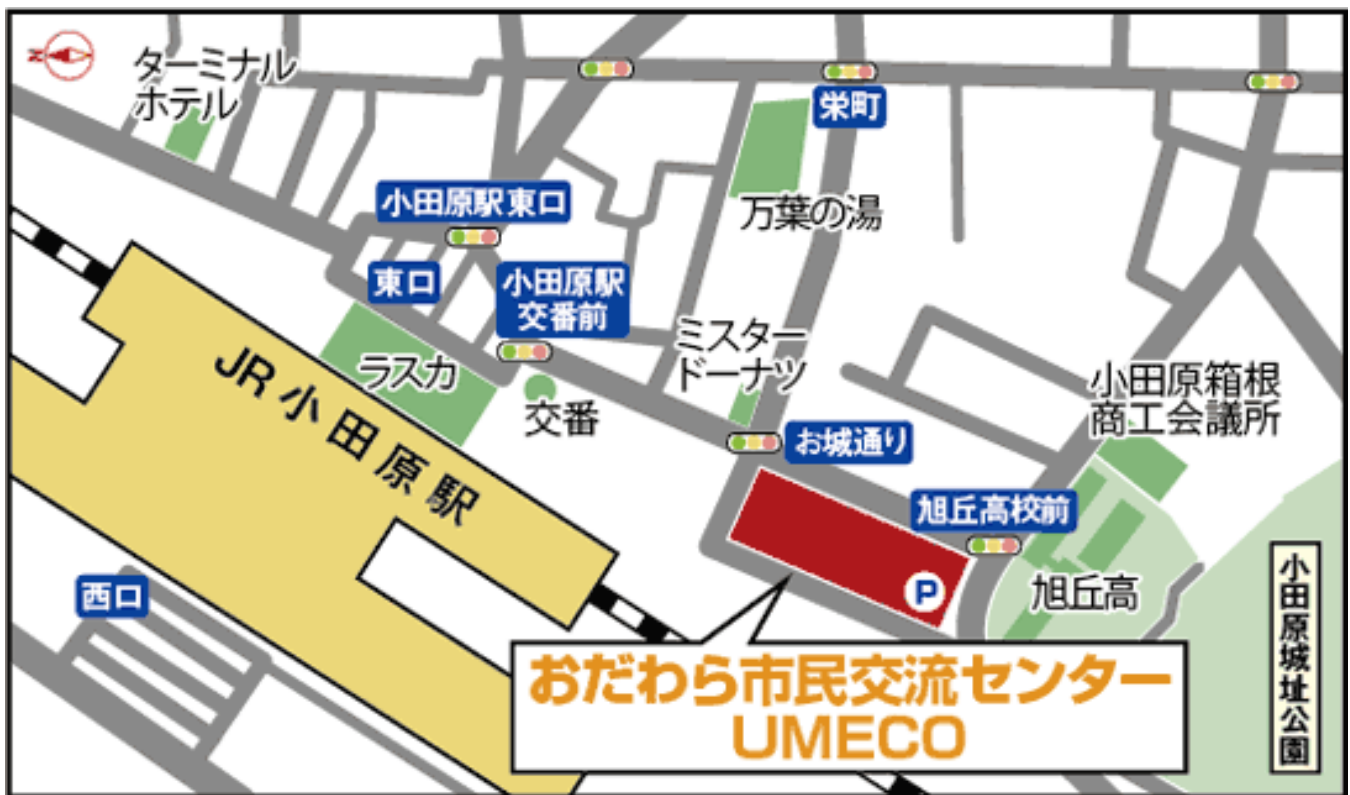 N
ターミナル
ホテル
栄町
小田原駅東口
万葉の湯
東口
小田原駅
交番前
ミスター
ドーナツ
ラスカ
交番
小田原箱根
商工会議所
JR小田原駅
お城通り
旭丘高校前
P
旭丘高
西口
小田原城址公園
おだわら市民交流センター
UMECO